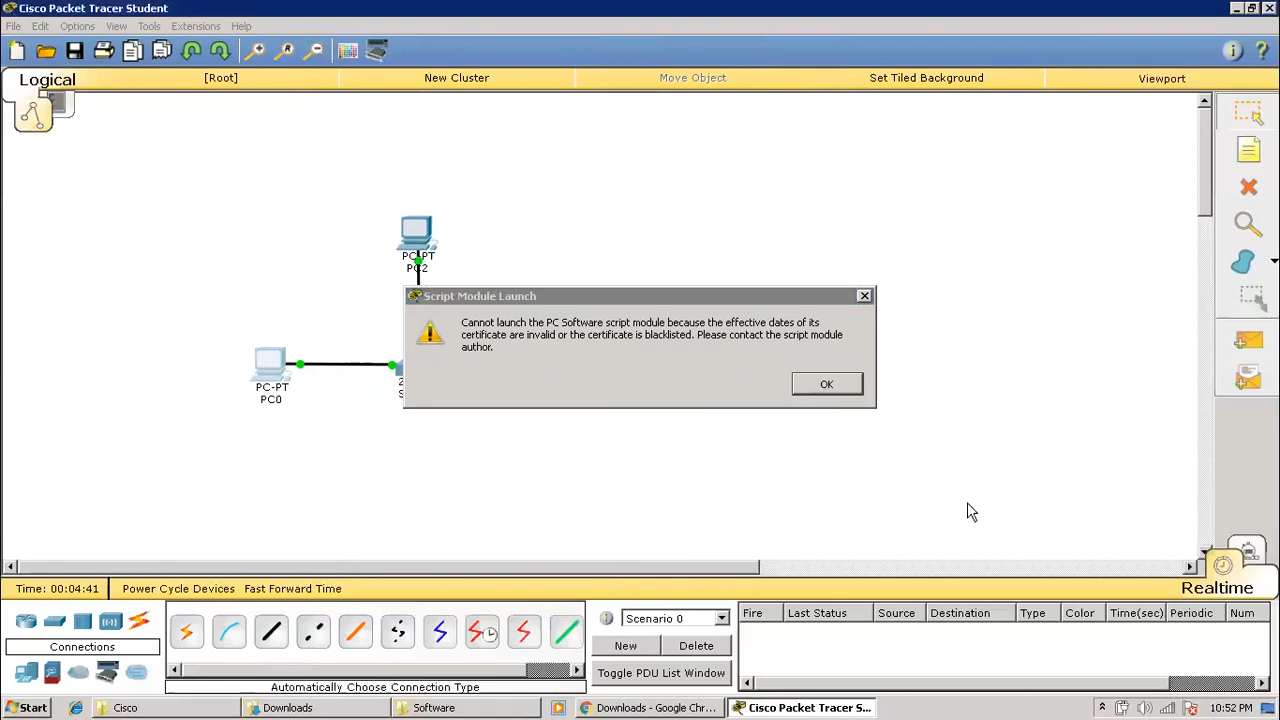 Cisco Packet Tracer Student
File Edit Options View Tools Extensions Help
Logical [Root] New Cluster Move Object Set Tiled Background Viewport
PC-PT
PC2
Script Module Launch
Cannot launch the PC Software script module because the effective dates of its
certificate are invalid or the certificate is blacklisted. Please contact the script module
author.
OK
PC-PT
PC0
2
S
Time: 00:04:41 Power Cycle Devices Fast Forward Time Realtime
Fire Last Status Source Destination Type Color Time(sec) Periodic Num
Scenario 0
New Delete
Connections
Toggle PDU List Window
Automatically Choose Connection Type
Start Cisco Downloads Software Downloads - Google Chr... Cisco Packet Tracer S... 10:52 PM